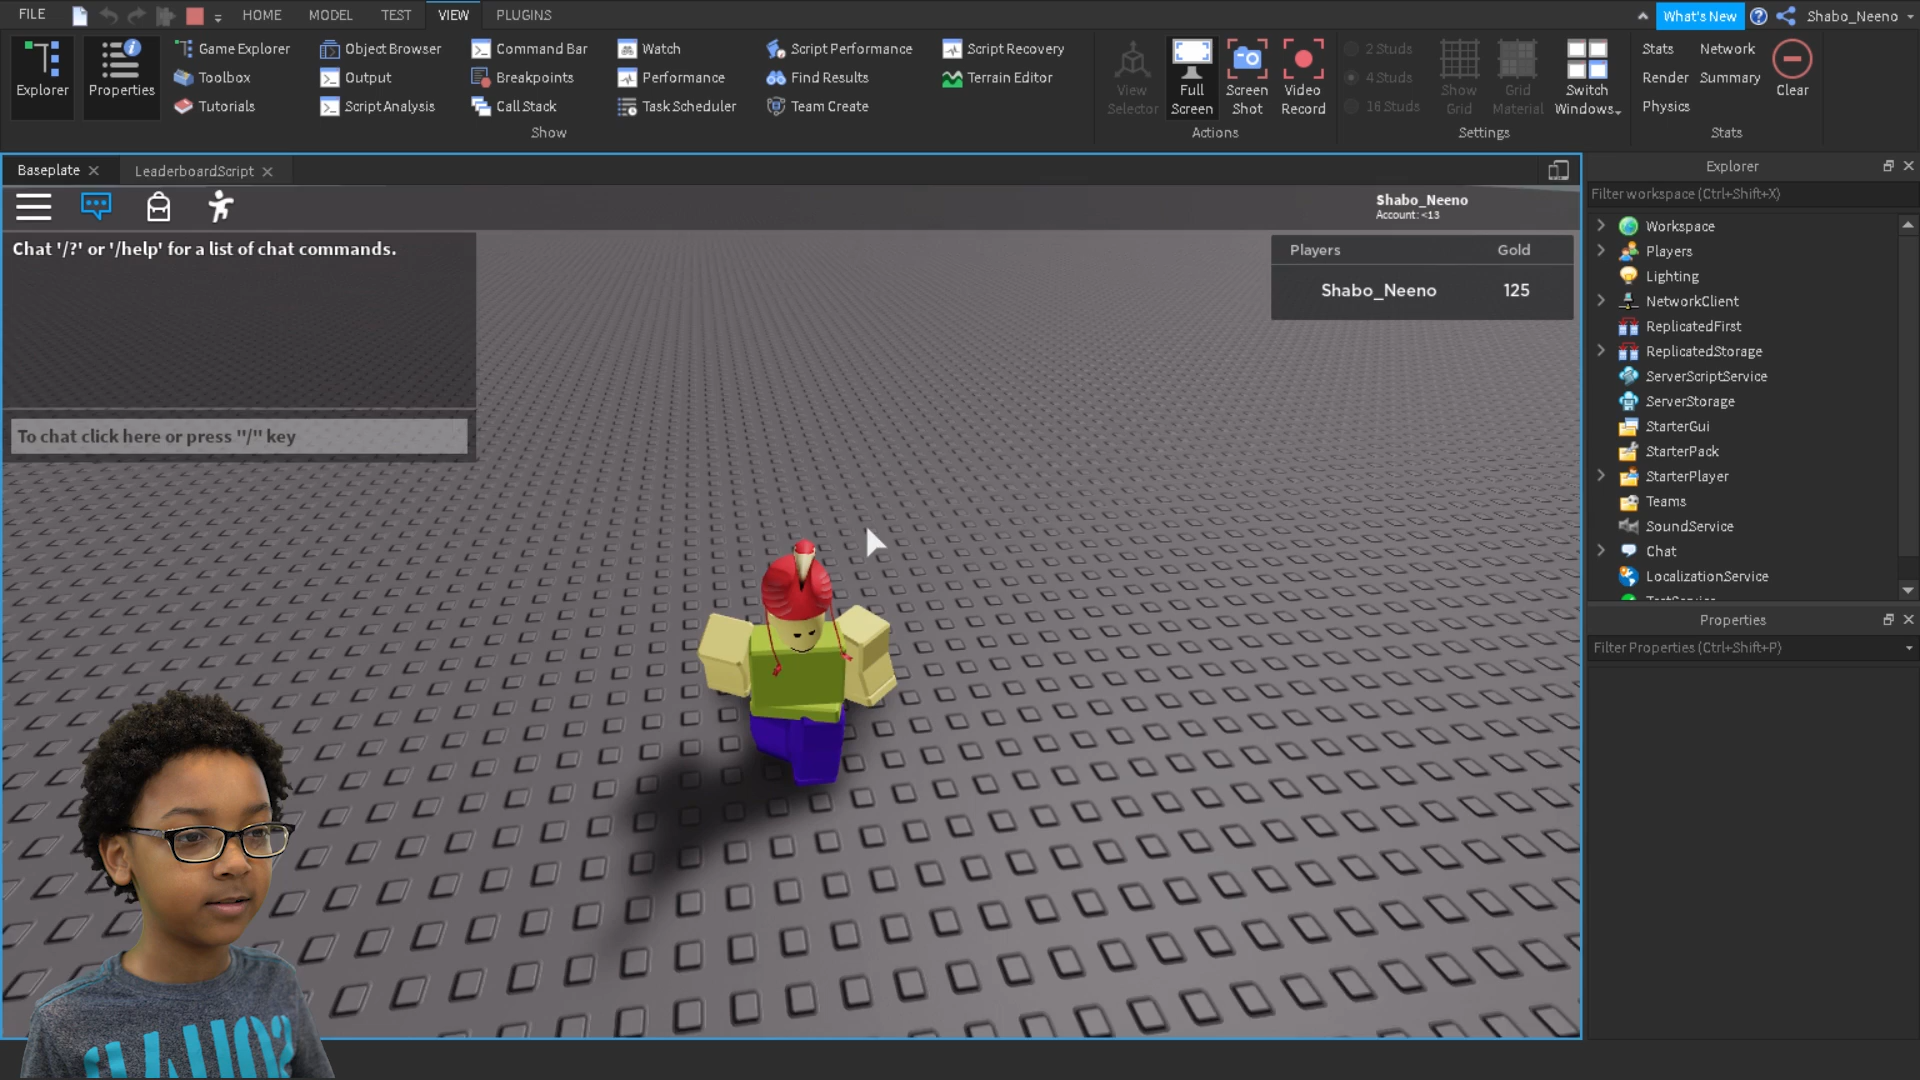 FILE HOME MODEL TEST VIEW PLUGINS What's New Shabo_Neeno
Explorer
Properties
Game Explorer
Toolbox
Tutorials
Object Browser
Output
Script Analysis
Command Bar
Breakpoints
Call Stack
Watch
Performance
Task Scheduler
Script Performance
Find Results
Team Create
Script Recovery
Terrain Editor
Show
View Selector
Full Screen
Screen Shot
Video Record
Actions
2 Studs
4 Studs
16 Studs
Show Grid
Grid Material
Switch Windows
Settings
Stats Network
Render Summary
Physics
Clear
Stats
Baseplate LeaderboardScript
Shabo_Neeno
Account: <13
Chat '/?' or '/help' for a list of chat commands.
To chat click here or press "/" key
Players Gold
Shabo_Neeno 125
Explorer
Filter workspace (Ctrl+Shift+X)
Workspace
Players
Lighting
NetworkClient
ReplicatedFirst
ReplicatedStorage
ServerScriptService
ServerStorage
StarterGui
StarterPack
StarterPlayer
Teams
SoundService
Chat
LocalizationService
Properties
Filter Properties (Ctrl+Shift+P)